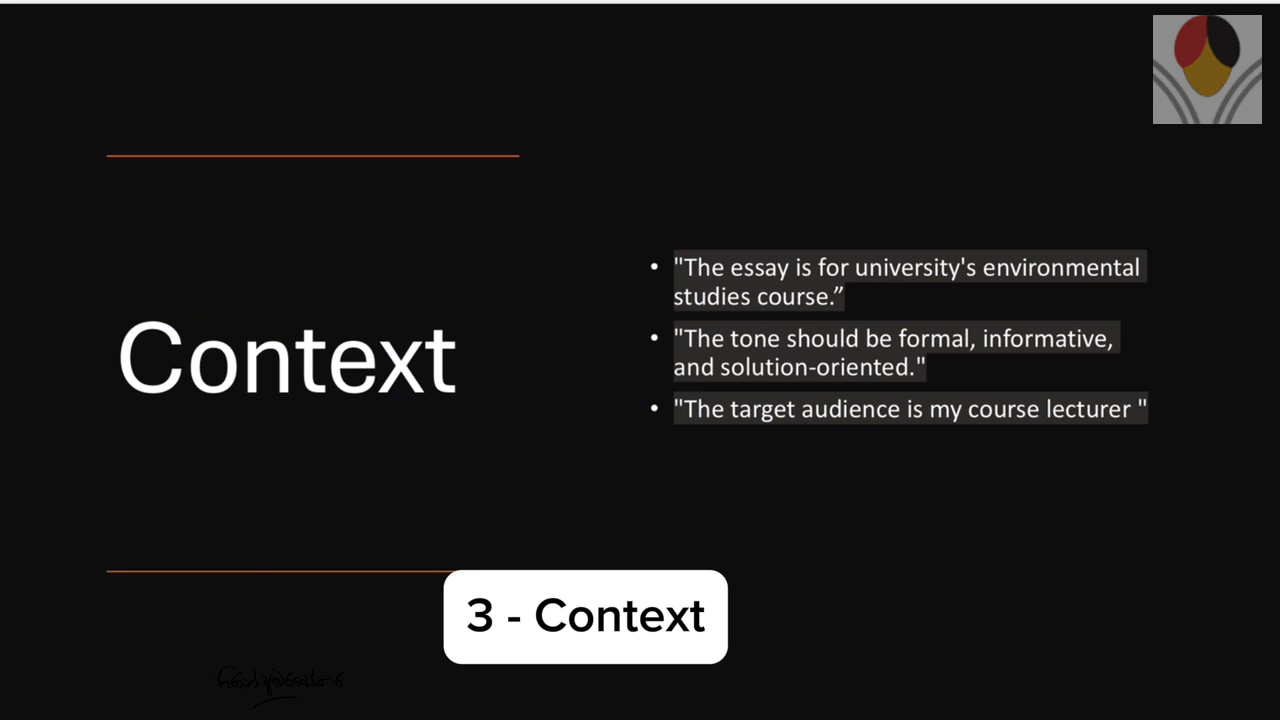 Context
• "The essay is for university's environmental
studies course.”
• "The tone should be formal, informative,
and solution-oriented."
• "The target audience is my course lecturer "
3 - Context